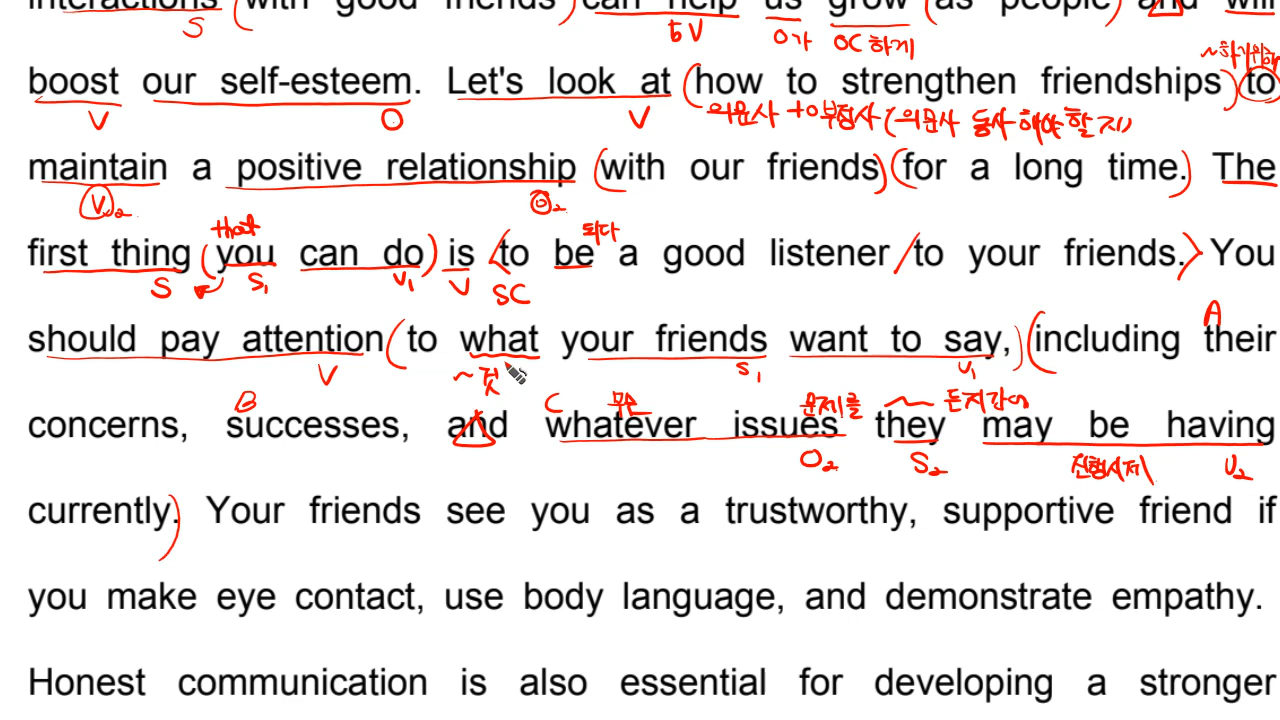 interactions (with good friends) can help us grow (as people) and will
S 5V O가 OC 하게 ~하기위해
boost our self-esteem. Let's look at (how to strengthen friendships) to
V O V 의문사 + to부정사 (의문사 동사 해야 할 지)
maintain a positive relationship (with our friends) (for a long time.) The
V2 O2
that 되다
first thing (you can do) is <to be a good listener / to your friends.> You
S S1 V1 V SC
A
should pay attention (to what your friends want to say,) (including their
V ~것 S1 V1
B C 무슨 문제를 ~ 든지간에
concerns, successes, and whatever issues they may be having
O2 S2 진행시제 V2
currently.) Your friends see you as a trustworthy, supportive friend if
you make eye contact, use body language, and demonstrate empathy.
Honest communication is also essential for developing a stronger